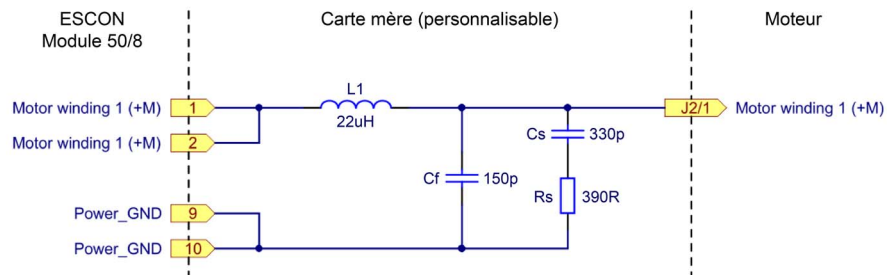 ESCON
Module 50/8
Carte mère (personnalisable)
Moteur
L1
22uH
Motor winding 1 (+M)
1
J2/1
Motor winding 1 (+M)
Motor winding 1 (+M)
2
Cs
330p
Cf
150p
Rs
390R
Power_GND
9
Power_GND
10